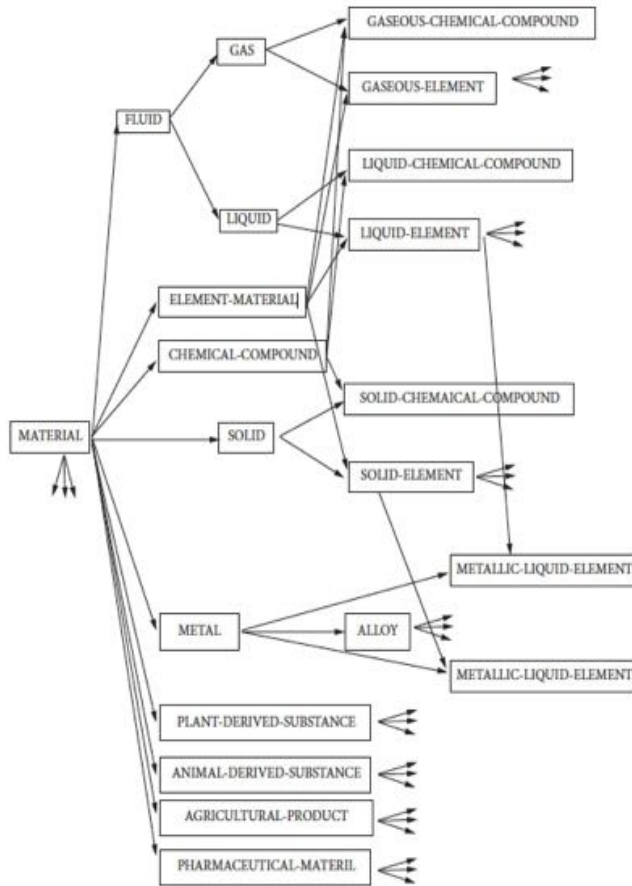 GASEOUS-CHEMICAL-COMPOUND
GAS
GASEOUS-ELEMENT
FLUID
LIQUID-CHEMICAL-COMPOUND
LIQUID
LIQUID-ELEMENT
ELEMENT-MATERIAL
CHEMICAL-COMPOUND
SOLID-CHEMAICAL-COMPOUND
MATERIAL
SOLID
SOLID-ELEMENT
METALLIC-LIQUID-ELEMENT
METAL
ALLOY
METALLIC-LIQUID-ELEMENT
PLANT-DERIVED-SUBSTANCE
ANIMAL-DERIVED-SUBSTANCE
AGRICULTURAL-PRODUCT
PHARMACEUTICAL-MATERIL